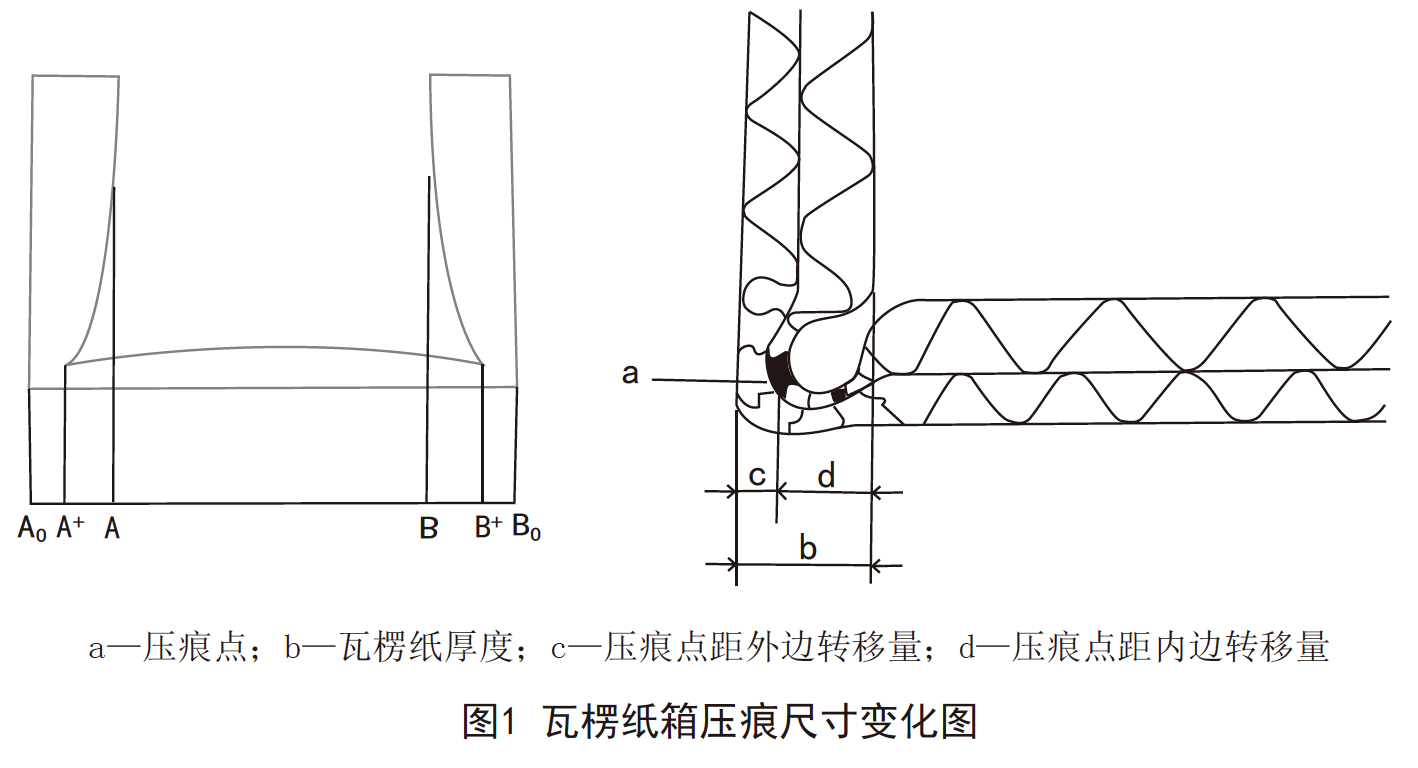 A₀ A⁺ A B B⁺ B₀
a
c d
b
a—压痕点；b—瓦楞纸厚度；c—压痕点距外边转移量；d—压痕点距内边转移量
图1 瓦楞纸箱压痕尺寸变化图